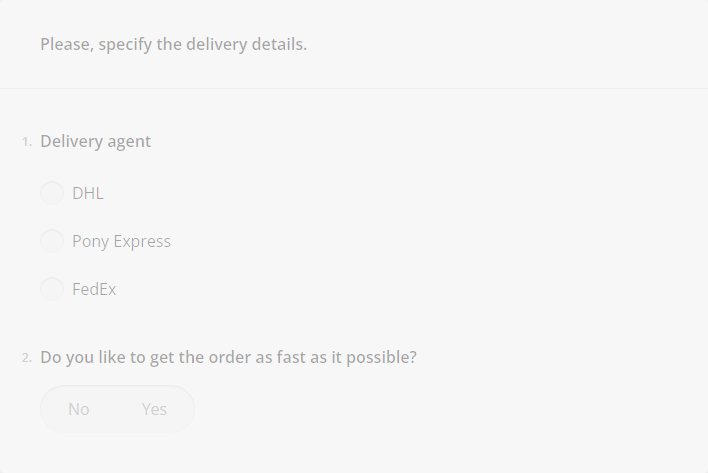 Please, specify the delivery details.
1. Delivery agent
DHL
Pony Express
FedEx
2. Do you like to get the order as fast as it possible?
No Yes